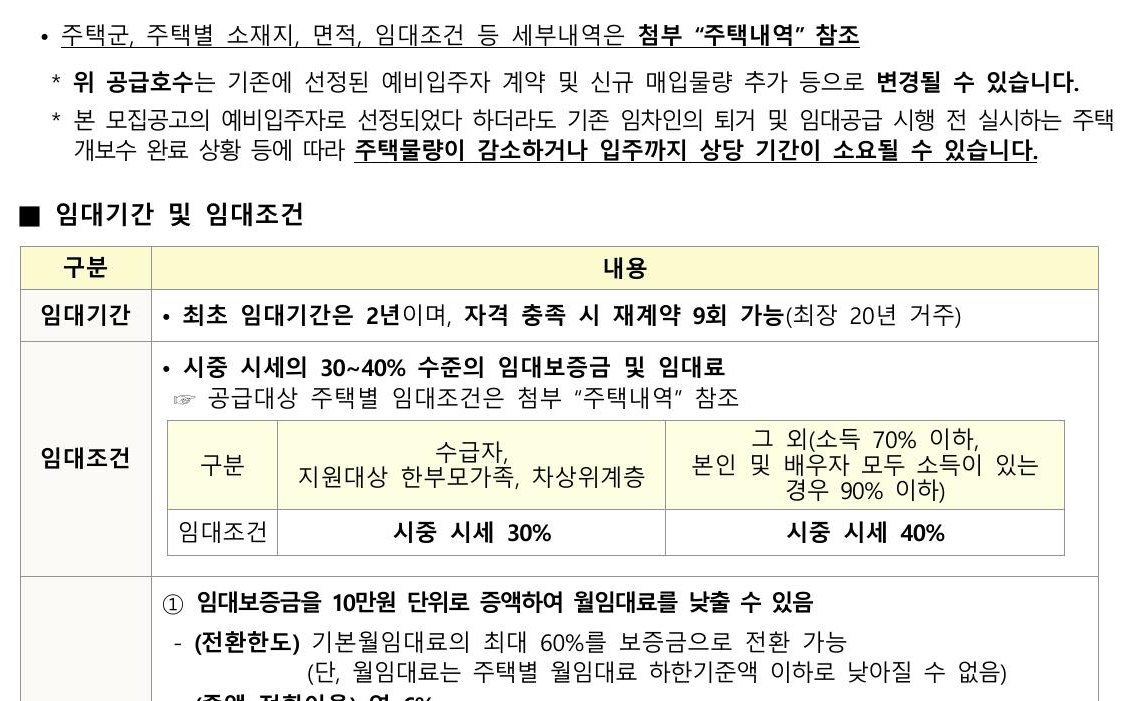 • 주택군, 주택별 소재지, 면적, 임대조건 등 세부내역은 첨부 “주택내역” 참조
* 위 공급호수는 기존에 선정된 예비입주자 계약 및 신규 매입물량 추가 등으로 변경될 수 있습니다.
* 본 모집공고의 예비입주자로 선정되었다 하더라도 기존 임차인의 퇴거 및 임대공급 시행 전 실시하는 주택
개보수 완료 상황 등에 따라 주택물량이 감소하거나 입주까지 상당 기간이 소요될 수 있습니다.
■ 임대기간 및 임대조건
구분 내용
임대기간 • 최초 임대기간은 2년이며, 자격 충족 시 재계약 9회 가능(최장 20년 거주)
임대조건
• 시중 시세의 30~40% 수준의 임대보증금 및 임대료
☞ 공급대상 주택별 임대조건은 첨부 “주택내역” 참조
구분
수급자,
지원대상 한부모가족, 차상위계층
그 외(소득 70% 이하,
본인 및 배우자 모두 소득이 있는
경우 90% 이하)
임대조건 시중 시세 30% 시중 시세 40%
① 임대보증금을 10만원 단위로 증액하여 월임대료를 낮출 수 있음
- (전환한도) 기본월임대료의 최대 60%를 보증금으로 전환 가능
(단, 월임대료는 주택별 월임대료 하한기준액 이하로 낮아질 수 없음)